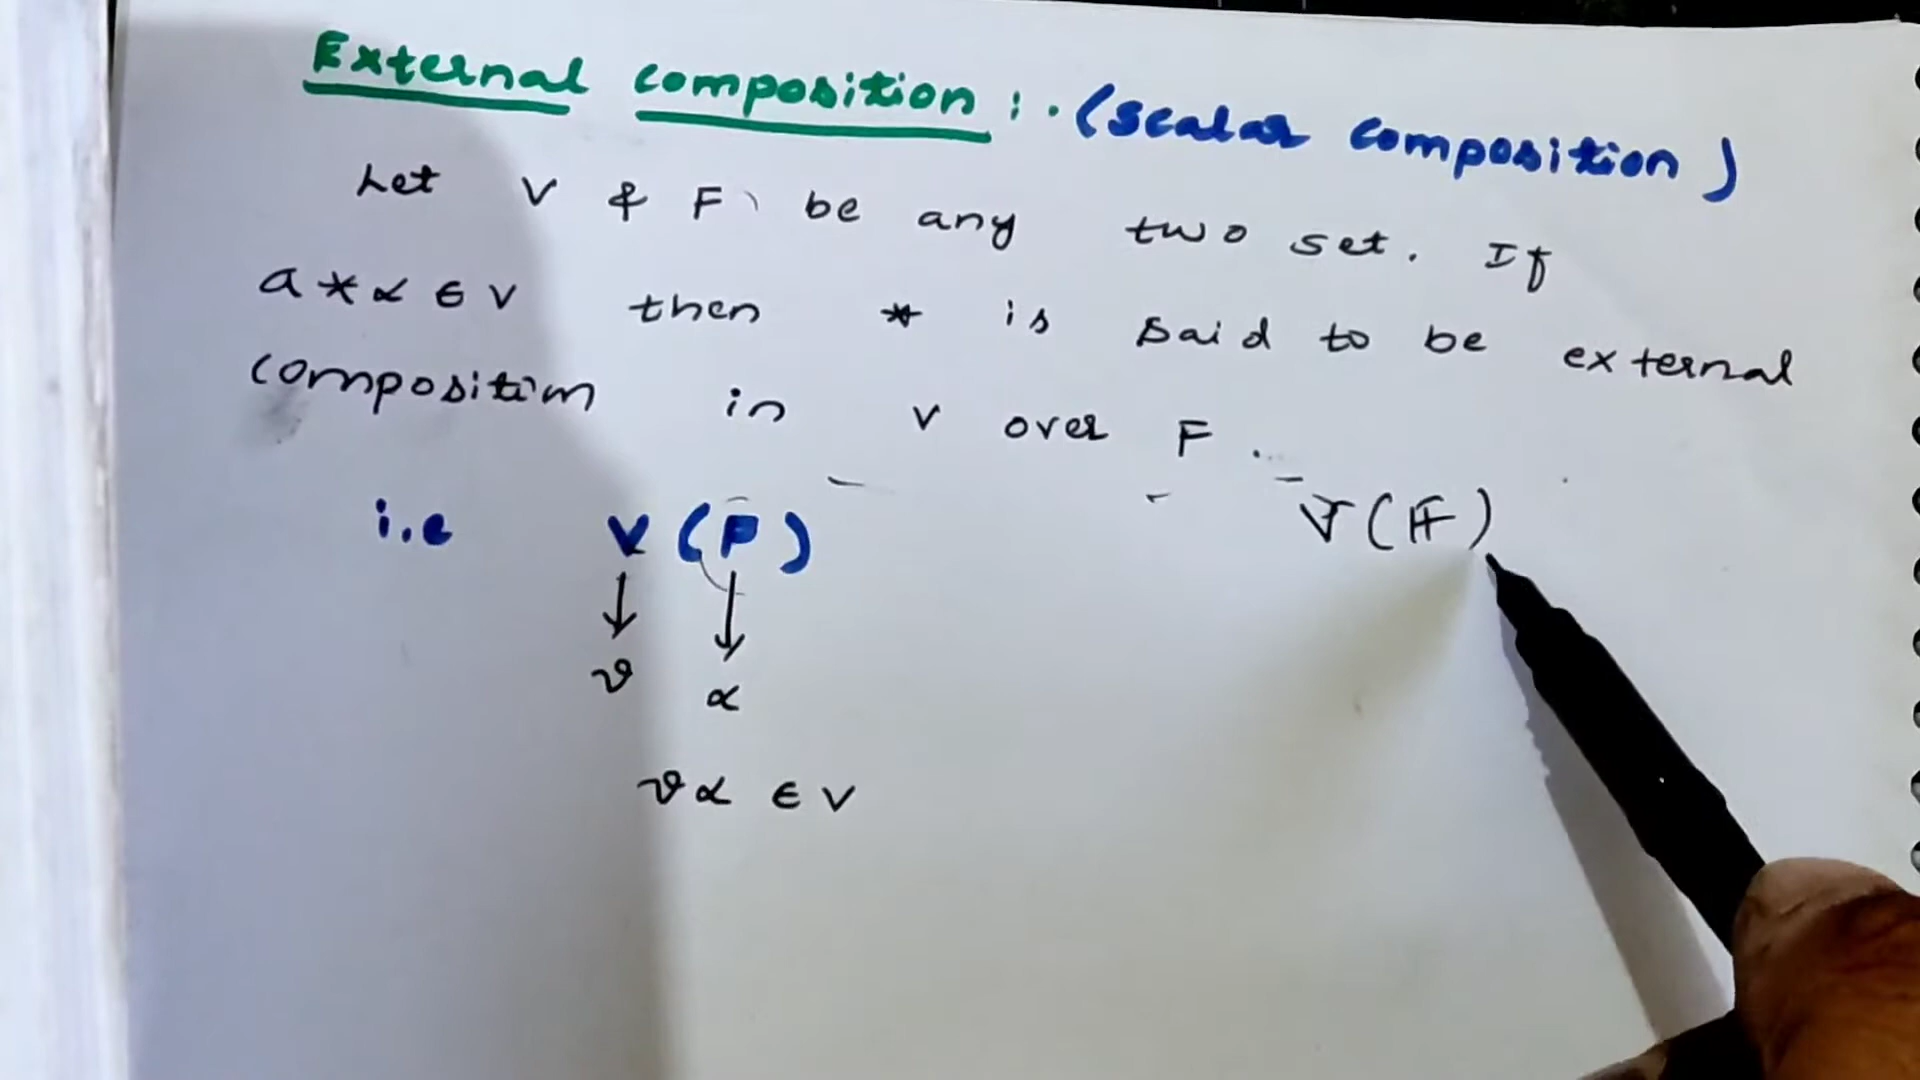 External composition :. (scalar composition)
Let V & F be any two set. If
a * α ∈ V then * is said to be external
composition in V over F.
i.e V (F) V(F)
↓ ↓
v α
vα ∈ V